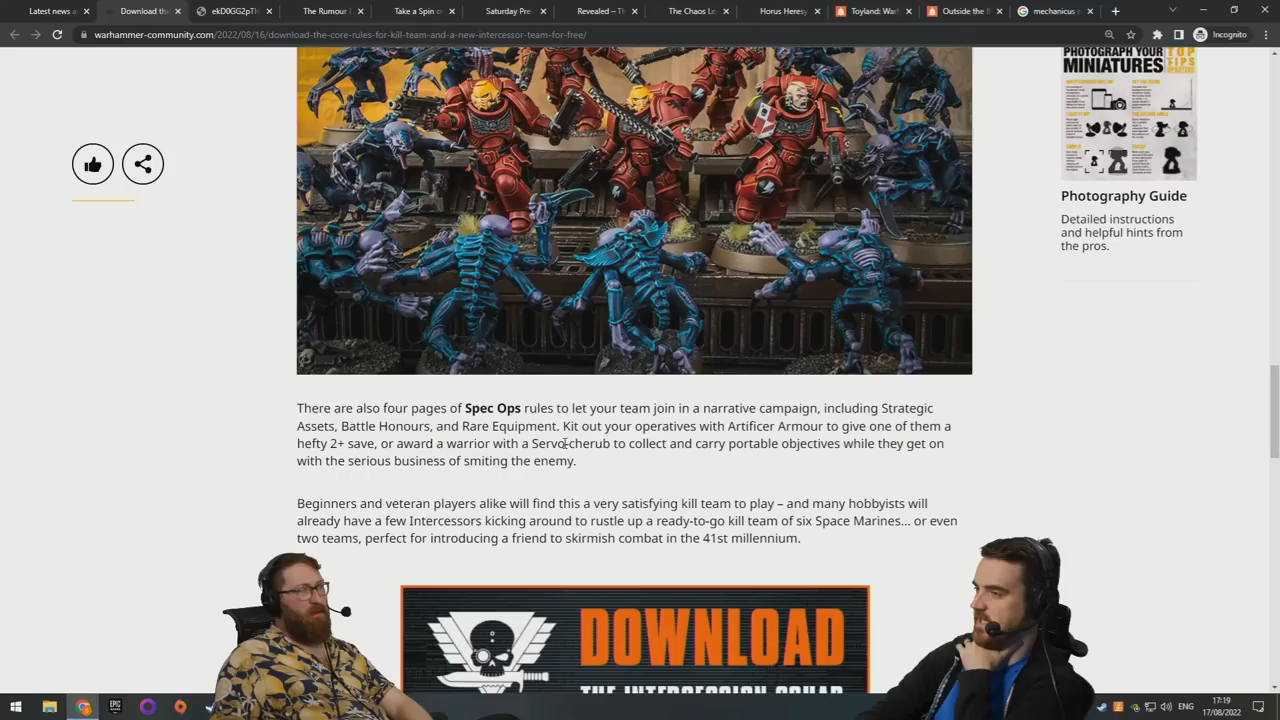 Latest news a
Download the
ekD0GG2pTH
The Rumour
Take a Spin o
Saturday Pre
Revealed – Th
The Chaos Le
Horus Heresy
Toyland: War
Outside the B
mechanicus
warhammer-community.com/2022/08/16/download-the-core-rules-for-kill-team-and-a-new-intercessor-team-for-free/
Incognito
PHOTOGRAPH YOUR
MINIATURES
TOP
TIPS
Photography Guide
Detailed instructions
and helpful hints from
the pros.
There are also four pages of Spec Ops rules to let your team join in a narrative campaign, including Strategic
Assets, Battle Honours, and Rare Equipment. Kit out your operatives with Artificer Armour to give one of them a
hefty 2+ save, or award a warrior with a Servo-cherub to collect and carry portable objectives while they get on
with the serious business of smiting the enemy.
Beginners and veteran players alike will find this a very satisfying kill team to play – and many hobbyists will
already have a few Intercessors kicking around to rustle up a ready-to-go kill team of six Space Marines… or even
two teams, perfect for introducing a friend to skirmish combat in the 41st millennium.
DOWNLOAD
THE INTERCESSION SQUAD
EPIC
ENG
17:19
17/08/2022